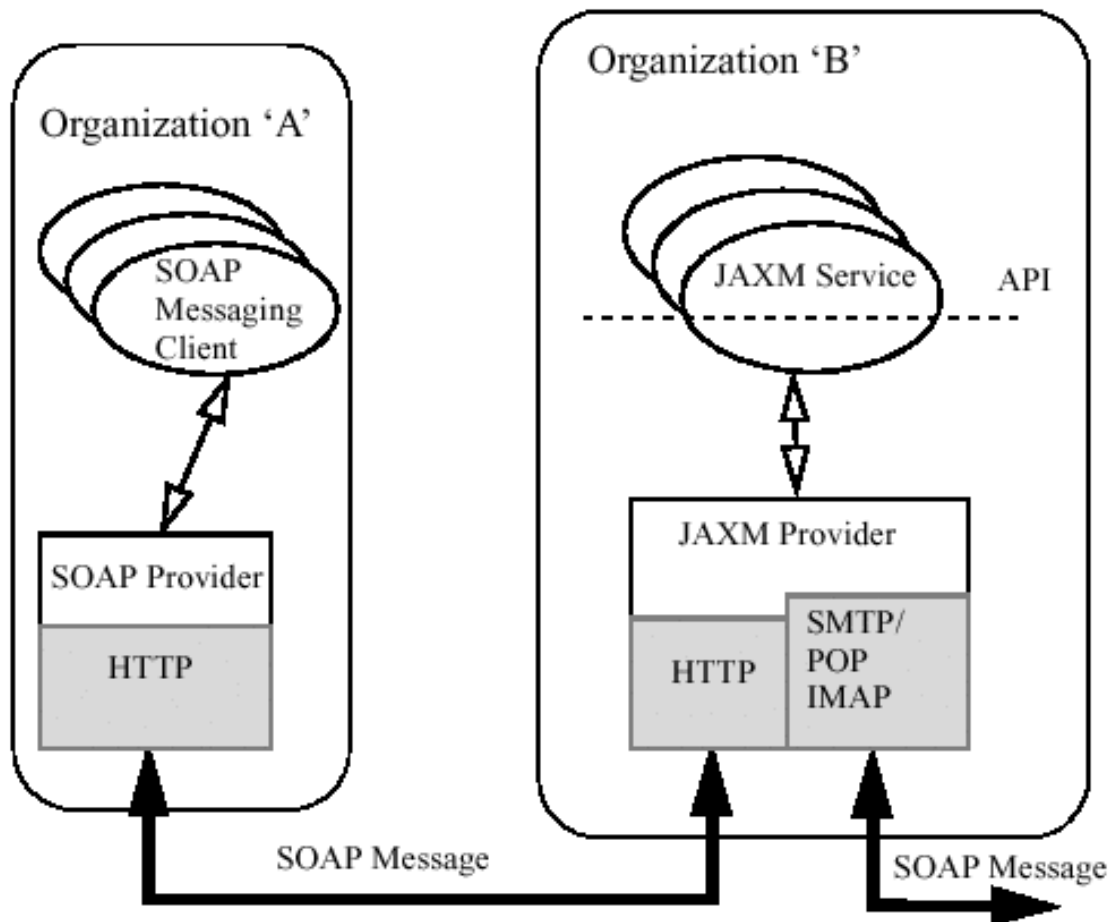 Organization ‘A’
SOAP
Messaging
Client
SOAP Provider
HTTP
Organization ‘B’
JAXM Service
API
JAXM Provider
HTTP
SMTP/
POP
IMAP
SOAP Message
SOAP Message